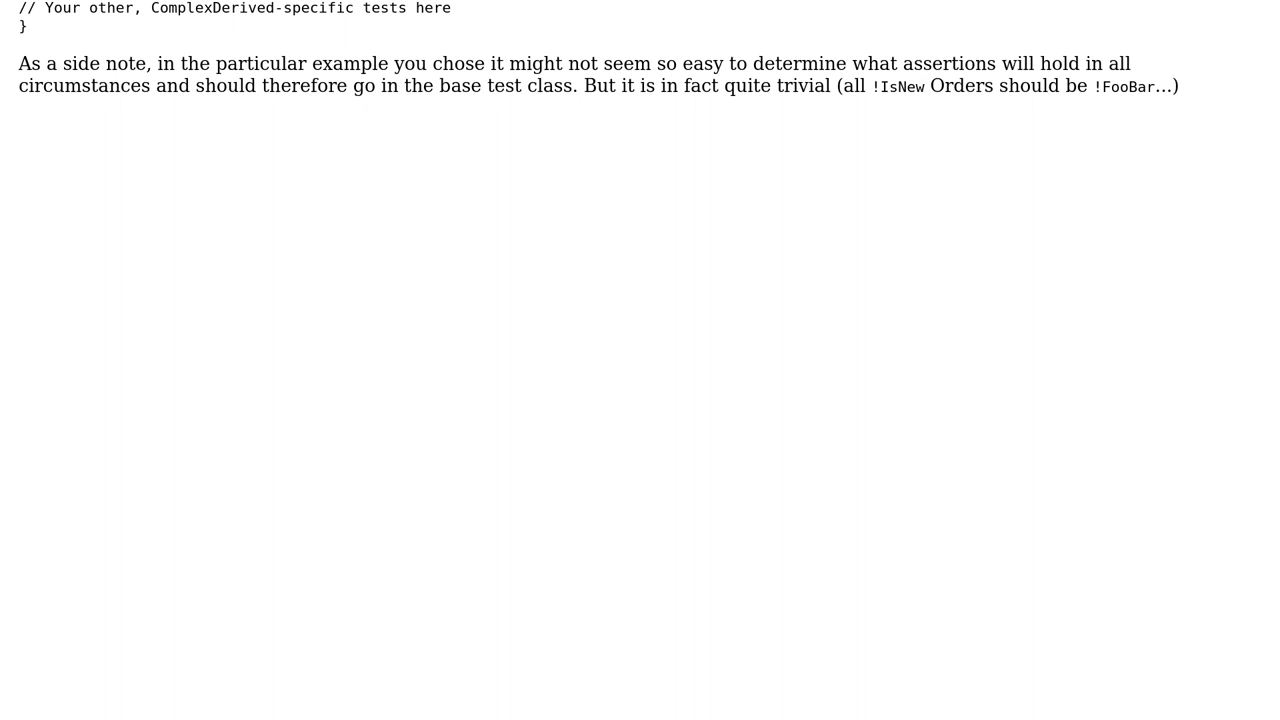 // Your other, ComplexDerived-specific tests here
}
As a side note, in the particular example you chose it might not seem so easy to determine what assertions will hold in all
circumstances and should therefore go in the base test class. But it is in fact quite trivial (all !IsNew Orders should be !FooBar...)